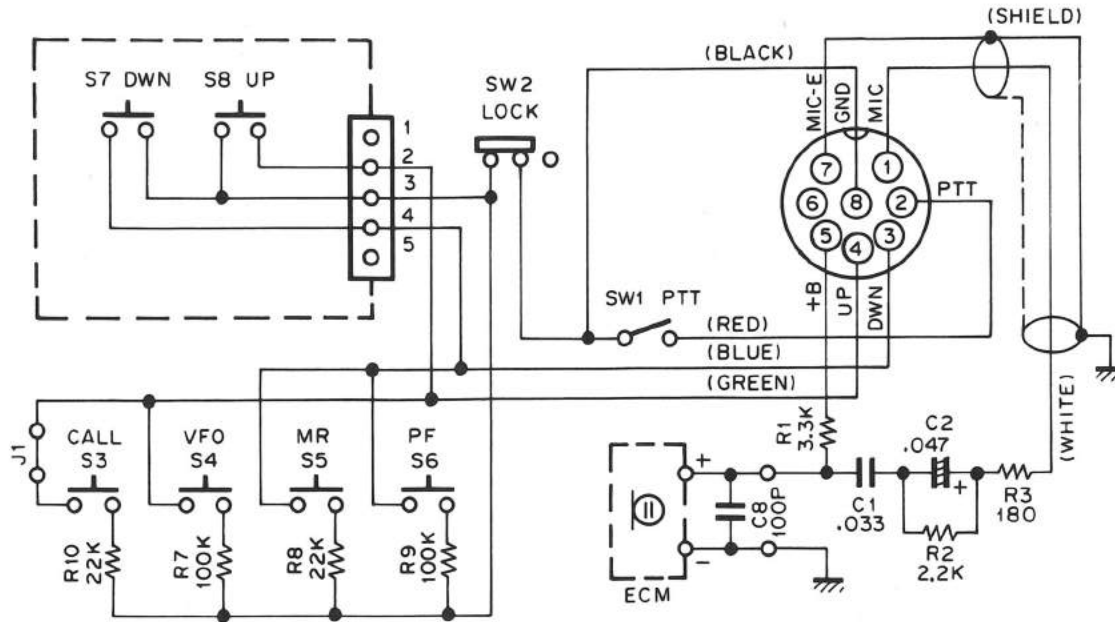 (SHIELD)
(BLACK)
S7 DWN
S8 UP
SW2
LOCK
MIC-E
GND
MIC
1
2
3
4
5
7
1
6
8
2
PTT
5
4
3
+B
UP
DWN
SW1 PTT
(RED)
(BLUE)
(GREEN)
(WHITE)
J1
CALL
S3
VFO
S4
MR
S5
PF
S6
R10
22K
R7
100K
R8
22K
R9
100K
R1
3.3K
C2
.047
+
+
C8
100P
C1
.033
R3
180
R2
2.2K
-
ECM